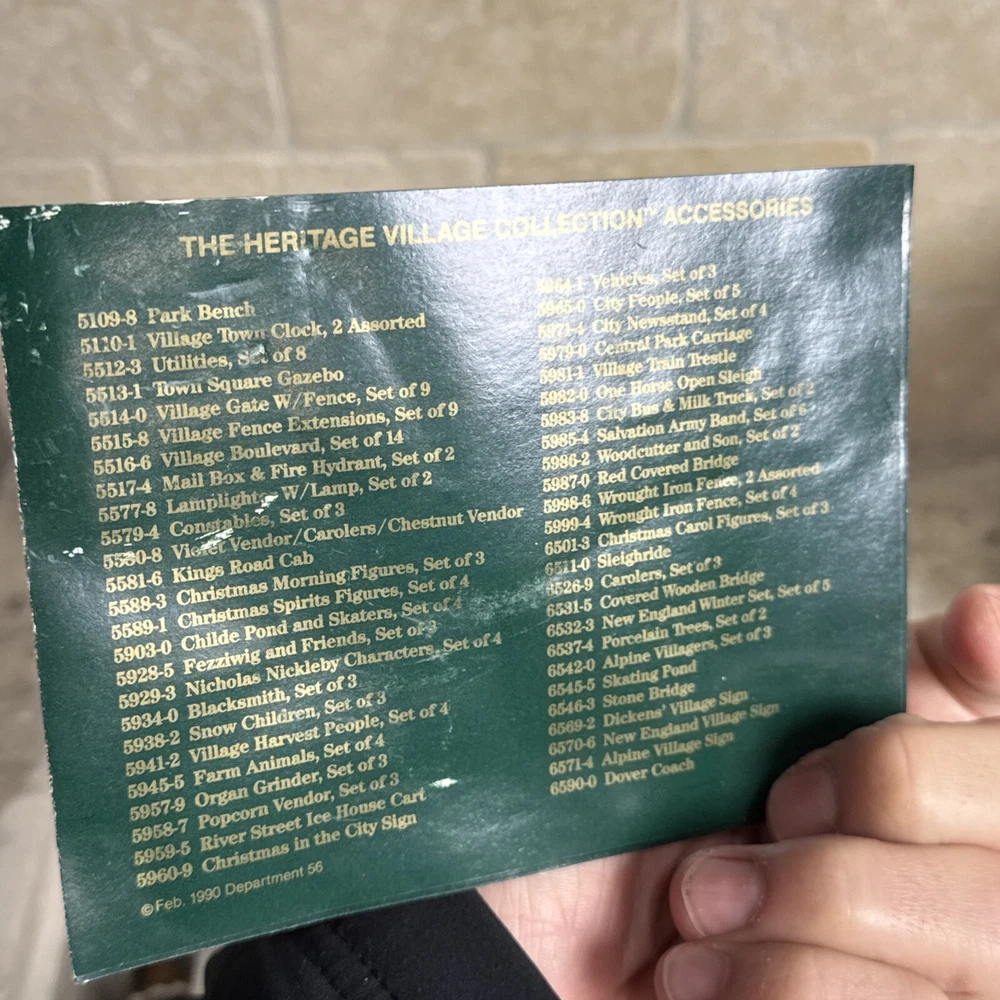 THE HERITAGE VILLAGE COLLECTION™ ACCESSORIES
5109-8 Park Bench
5110-1 Village Town Clock, 2 Assorted
5512-3 Utilities, Set of 8
5513-1 Town Square Gazebo
5514-0 Village Gate W/Fence, Set of 9
5515-8 Village Fence Extensions, Set of 9
5516-6 Village Boulevard, Set of 14
5517-4 Mail Box & Fire Hydrant, Set of 2
5577-8 Lamplighter W/Lamp, Set of 2
5579-4 Constables, Set of 3
5580-8 Violet Vendor/Carolers/Chestnut Vendor
5581-6 Kings Road Cab
5588-3 Christmas Morning Figures, Set of 3
5589-1 Christmas Spirits Figures, Set of 4
5903-0 Childe Pond and Skaters, Set of 4
5928-5 Fezziwig and Friends, Set of 3
5929-3 Nicholas Nickleby Characters, Set of 4
5934-0 Blacksmith, Set of 3
5938-2 Snow Children, Set of 3
5941-2 Village Harvest People, Set of 4
5945-5 Farm Animals, Set of 4
5957-9 Organ Grinder, Set of 3
5958-7 Popcorn Vendor, Set of 3
5959-5 River Street Ice House Cart
5960-9 Christmas in the City Sign
©Feb. 1990 Department 56
5964-1 Vehicles, Set of 3
5965-0 City People, Set of 5
5971-4 City Newsstand, Set of 4
5979-0 Central Park Carriage
5981-1 Village Train Trestle
5982-0 One Horse Open Sleigh
5983-8 City Bus & Milk Truck, Set of 2
5985-4 Salvation Army Band, Set of 6
5986-2 Woodcutter and Son, Set of 2
5987-0 Red Covered Bridge
5998-6 Wrought Iron Fence, 2 Assorted
5999-4 Wrought Iron Fence, Set of 4
6501-3 Christmas Carol Figures, Set of 3
6511-0 Sleighride
6526-9 Carolers, Set of 3
6531-5 Covered Wooden Bridge
6532-3 New England Winter Set, Set of 5
6537-4 Porcelain Trees, Set of 2
6542-0 Alpine Villagers, Set of 3
6545-5 Skating Pond
6546-3 Stone Bridge
6569-2 Dickens' Village Sign
6570-6 New England Village Sign
6571-4 Alpine Village Sign
6590-0 Dover Coach